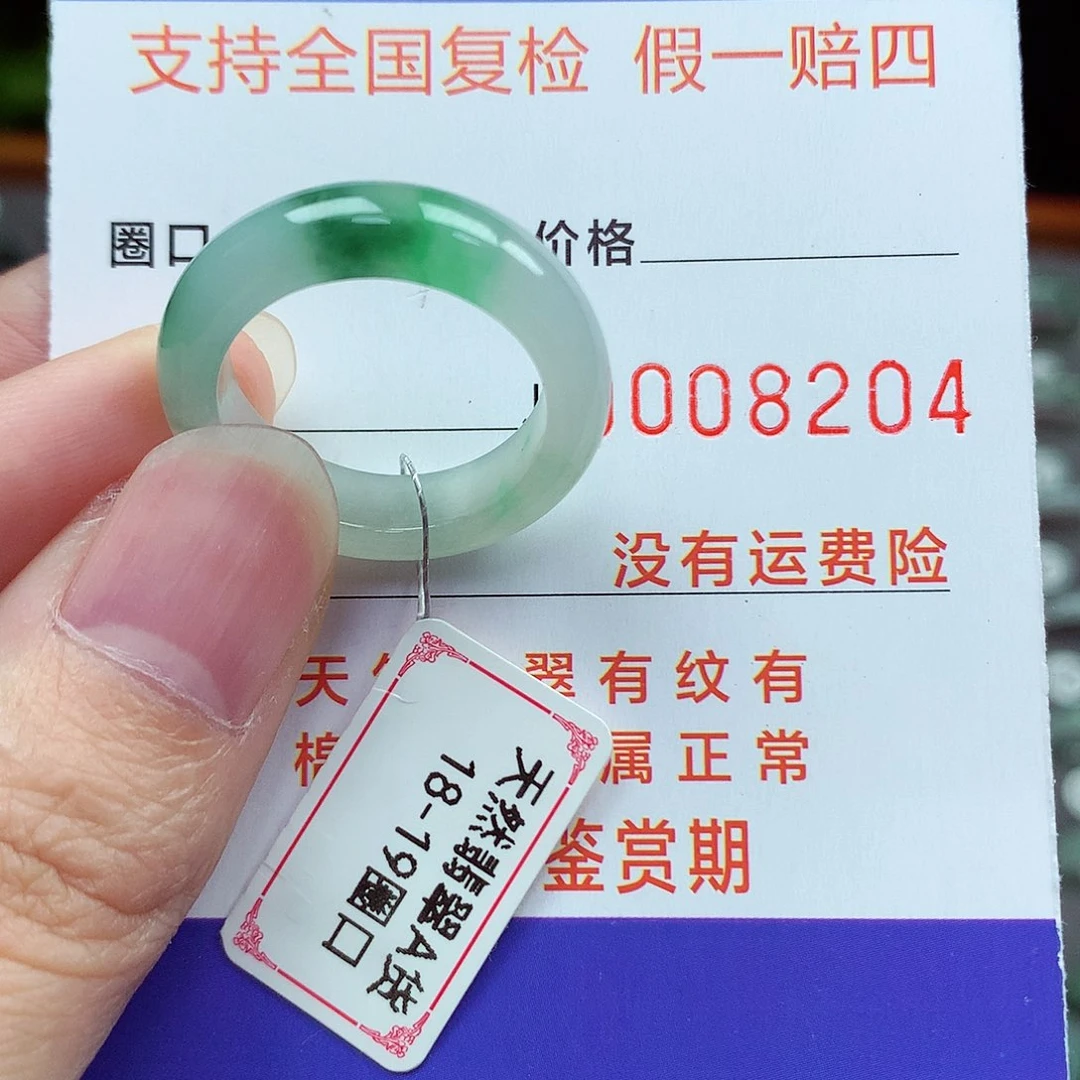 支持全国复检 假一赔四
圈口
价格
008204
没有运费险
天 翠有纹有
棉 属正常
鉴赏期
天然翡翠A货
18-19圈口